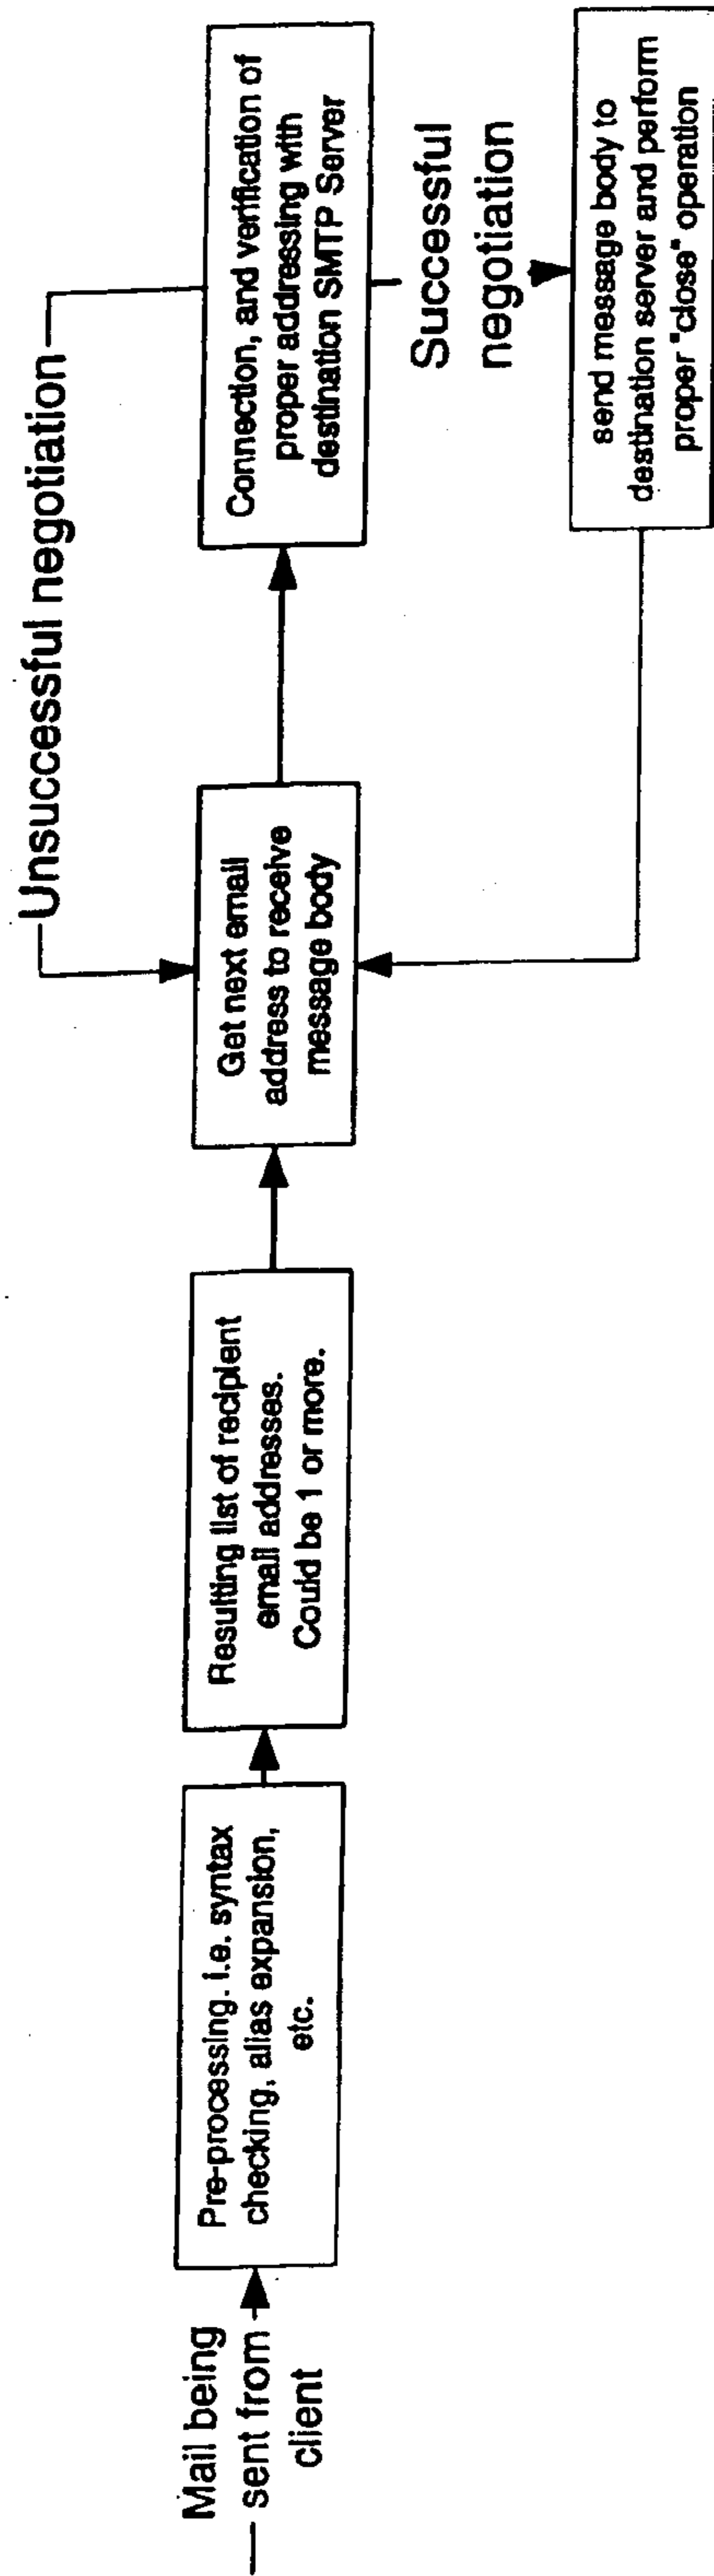 Mail being
sent from
client
Pre-processing. i.e. syntax
checking, alias expansion,
etc.
Resulting list of recipient
email addresses.
Could be 1 or more.
Get next email
address to receive
message body
Unsuccessful negotiation
Connection, and verification of
proper addressing with
destination SMTP Server
Successful
negotiation
send message body to
destination server and perform
proper "close" operation